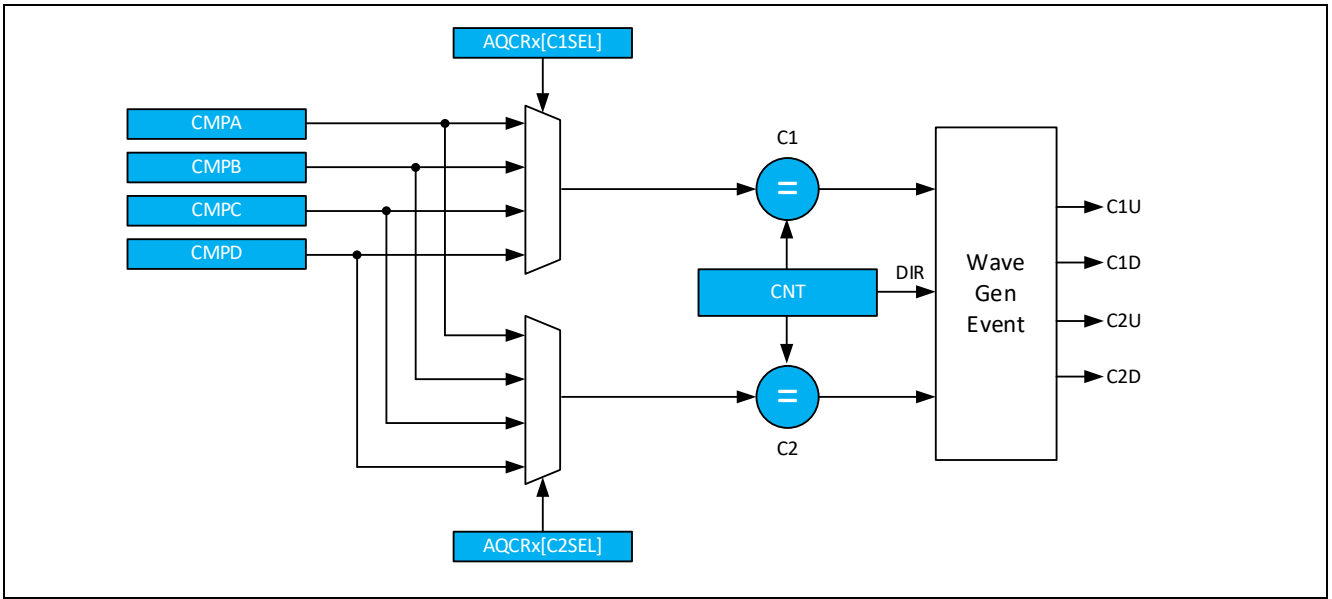 AQCRx[C1SEL]
CMPA
CMPB
CMPC
CMPD
C1
=
CNT
DIR
=
C2
Wave
Gen
Event
C1U
C1D
C2U
C2D
AQCRx[C2SEL]